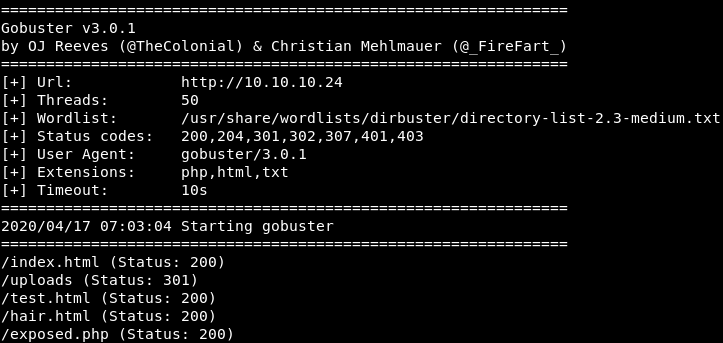 ===============================================================
Gobuster v3.0.1
by OJ Reeves (@TheColonial) & Christian Mehlmauer (@_FireFart_)
===============================================================
[+] Url:            http://10.10.10.24
[+] Threads:        50
[+] Wordlist:       /usr/share/wordlists/dirbuster/directory-list-2.3-medium.txt
[+] Status codes:   200,204,301,302,307,401,403
[+] User Agent:     gobuster/3.0.1
[+] Extensions:     php,html,txt
[+] Timeout:        10s
===============================================================
2020/04/17 07:03:04 Starting gobuster
===============================================================
/index.html (Status: 200)
/uploads (Status: 301)
/test.html (Status: 200)
/hair.html (Status: 200)
/exposed.php (Status: 200)